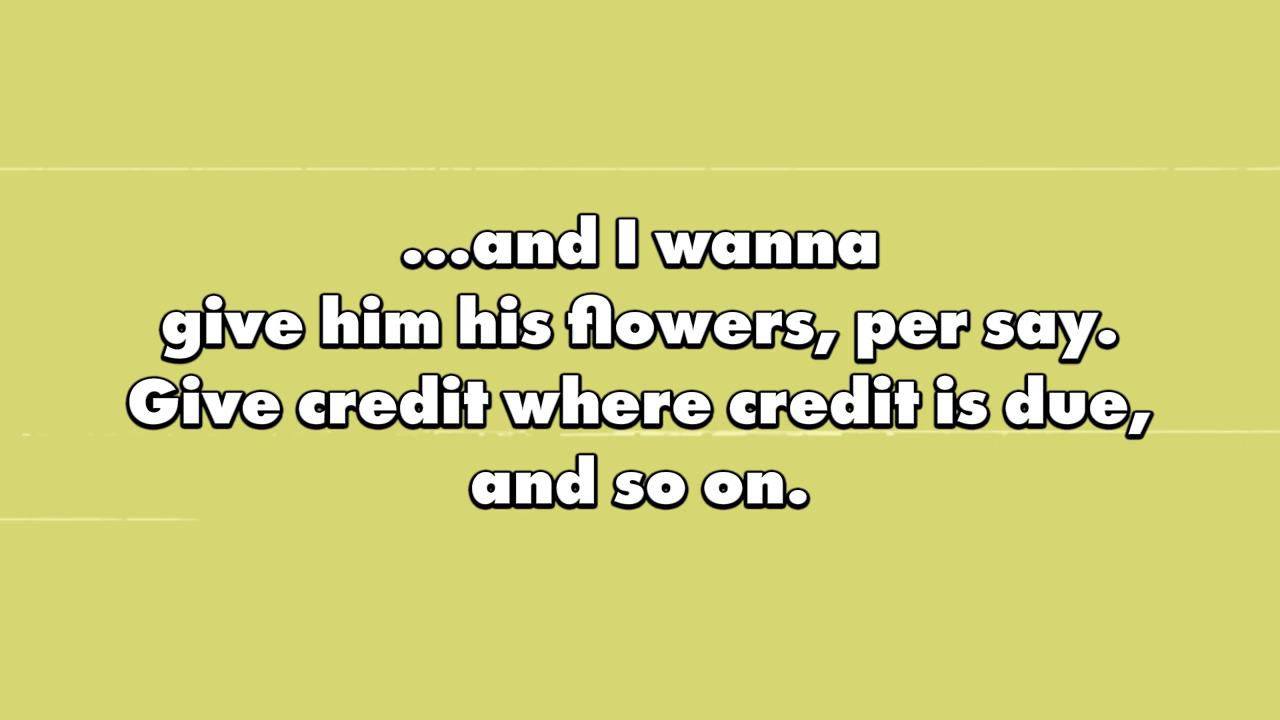 ...and I wanna
give him his flowers, per say.
Give credit where credit is due,
and so on.